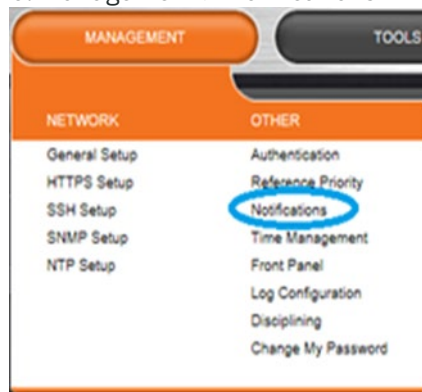 MANAGEMENT
TOOLS
NETWORK
General Setup
HTTPS Setup
SSH Setup
SNMP Setup
NTP Setup
OTHER
Authentication
Reference Priority
Notifications
Time Management
Front Panel
Log Configuration
Disciplining
Change My Password